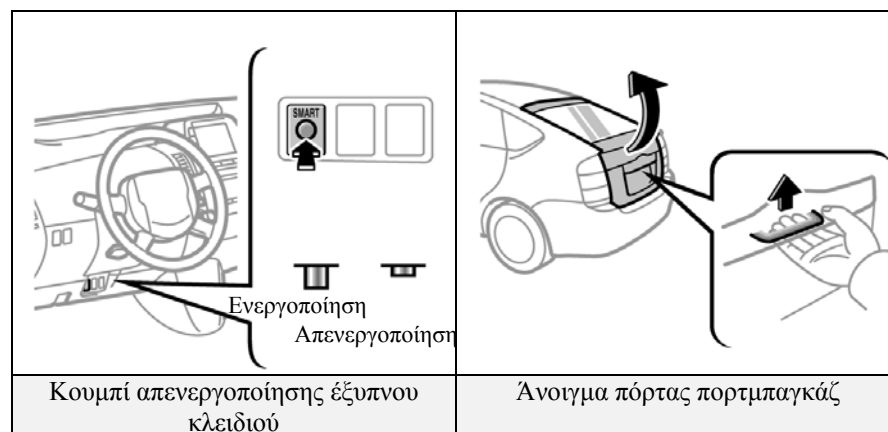 SMART
Ενεργοποίηση
Απενεργοποίηση
Κουμπί απενεργοποίησης έξυπνου
κλειδιού
Άνοιγμα πόρτας πορτμπαγκάζ